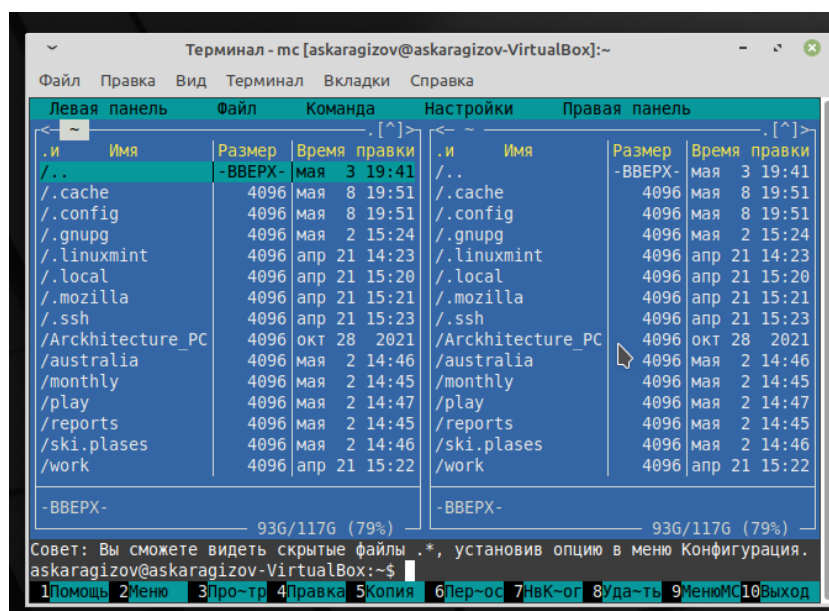 Терминал - mc [askaragizov@askaragizov-VirtualBox]:~
Файл Правка Вид Терминал Вкладки Справка
Левая панель Файл Команда Настройки Правая панель
<─ ~ .[^]> <─ ~ .[^]>
.и Имя Размер Время правки .и Имя Размер Время правки
/.. -ВВЕРХ- мая 3 19:41 /.. -ВВЕРХ- мая 3 19:41
/.cache 4096 мая 8 19:51 /.cache 4096 мая 8 19:51
/.config 4096 мая 8 19:51 /.config 4096 мая 8 19:51
/.gnupg 4096 мая 2 15:24 /.gnupg 4096 мая 2 15:24
/.linuxmint 4096 апр 21 14:23 /.linuxmint 4096 апр 21 14:23
/.local 4096 апр 21 15:20 /.local 4096 апр 21 15:20
/.mozilla 4096 апр 21 15:21 /.mozilla 4096 апр 21 15:21
/.ssh 4096 апр 21 15:23 /.ssh 4096 апр 21 15:23
/Arckhitecture_PC 4096 окт 28 2021 /Arckhitecture_PC 4096 окт 28 2021
/australia 4096 мая 2 14:46 /australia 4096 мая 2 14:46
/monthly 4096 мая 2 14:45 /monthly 4096 мая 2 14:45
/play 4096 мая 2 14:47 /play 4096 мая 2 14:47
/reports 4096 мая 2 14:45 /reports 4096 мая 2 14:45
/ski.plases 4096 мая 2 14:46 /ski.plases 4096 мая 2 14:46
/work 4096 апр 21 15:22 /work 4096 апр 21 15:22
-ВВЕРХ- -ВВЕРХ-
93G/117G (79%) 93G/117G (79%)
Совет: Вы сможете видеть скрытые файлы .*, установив опцию в меню Конфигурация.
askaragizov@askaragizov-VirtualBox:~$
1Помощь 2Меню 3Про~тр 4Правка 5Копия 6Пер~ос 7НвК~ог 8Уда~ть 9МенюМС10Выход